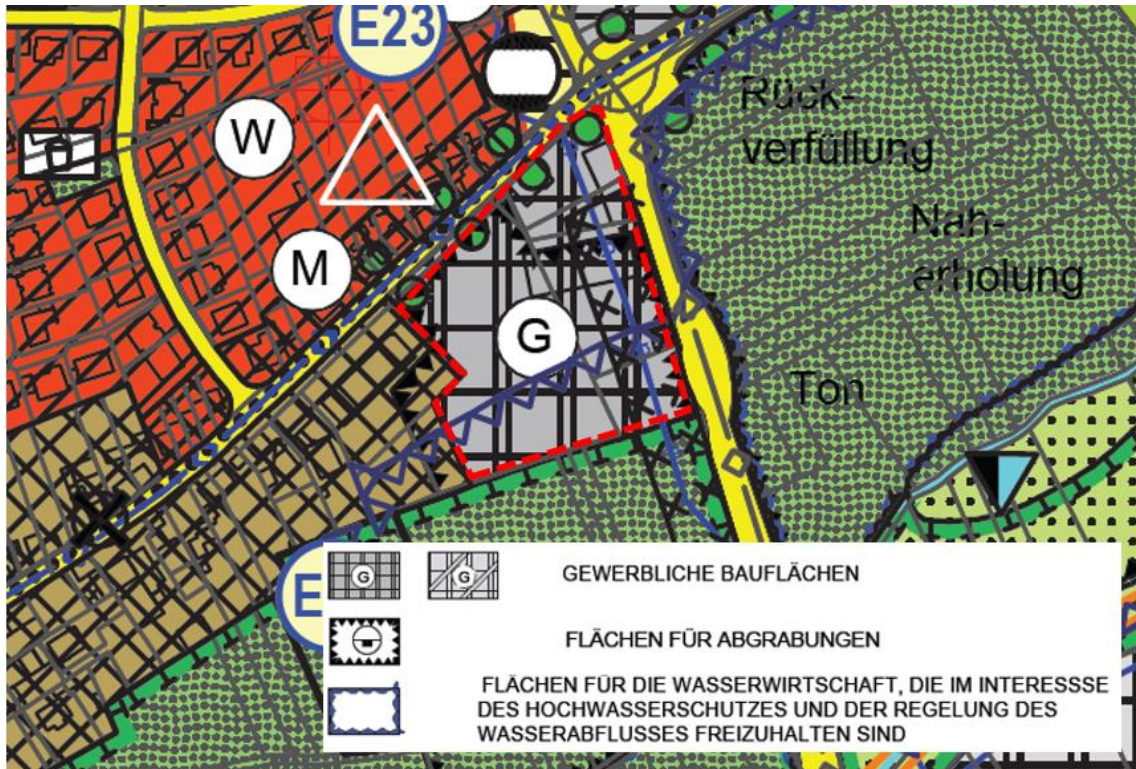 E23
W
Rück-
verfüllung
Nah-
erholung
M
G
Ton
E
G G GEWERBLICHE BAUFLÄCHEN
FLÄCHEN FÜR ABGRABUNGEN
FLÄCHEN FÜR DIE WASSERWIRTSCHAFT, DIE IM INTERESSSE
DES HOCHWASSERSCHUTZES UND DER REGELUNG DES
WASSERABFLUSSES FREIZUHALTEN SIND